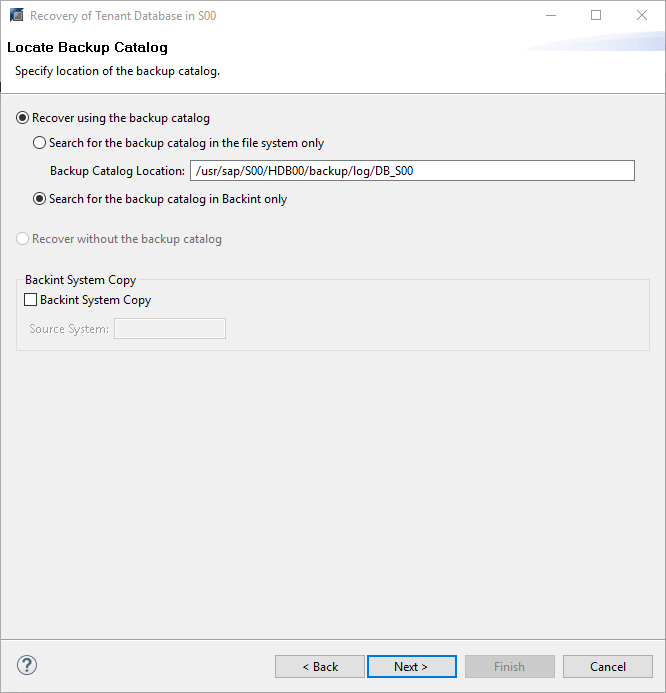 Recovery of Tenant Database in S00
Locate Backup Catalog
Specify location of the backup catalog.
Recover using the backup catalog
Search for the backup catalog in the file system only
Backup Catalog Location: /usr/sap/S00/HDB00/backup/log/DB_S00
Search for the backup catalog in Backint only
Recover without the backup catalog
Backint System Copy
Backint System Copy
Source System:
?
< Back Next > Finish Cancel